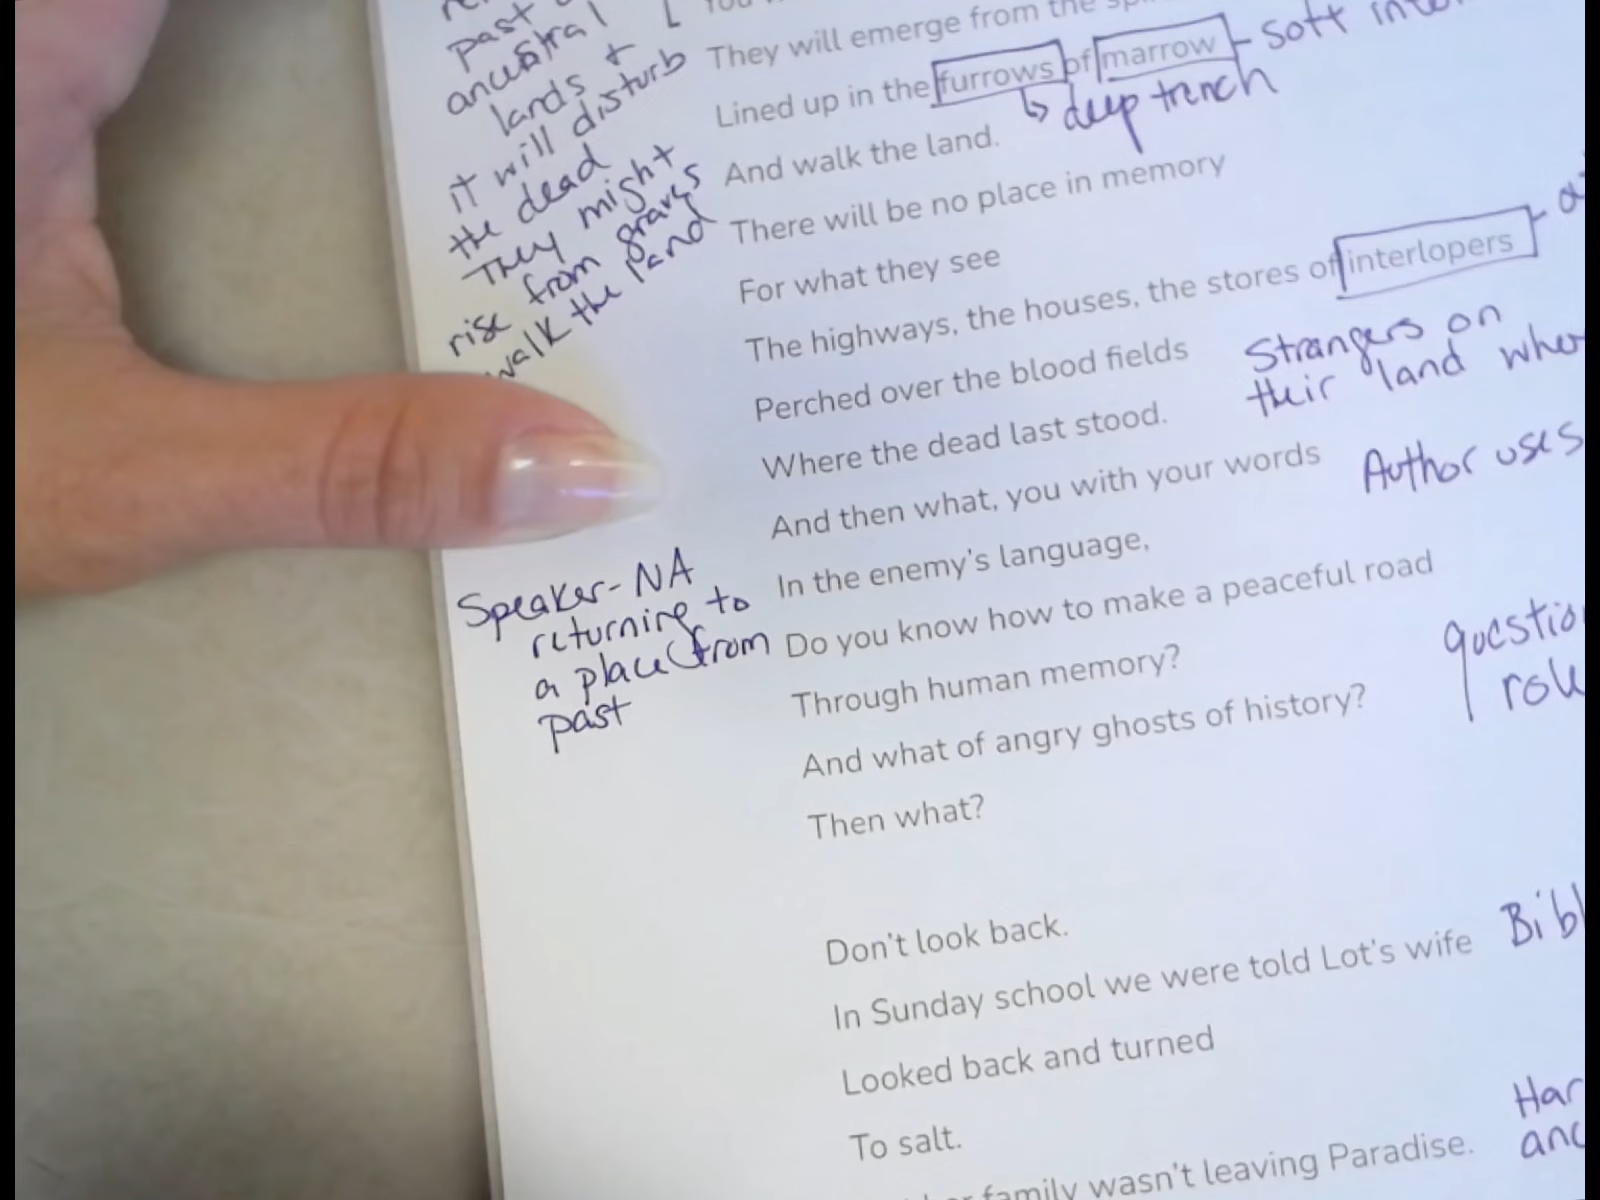 past
ancestral
lands +
it will disturb
the dead
They might
rise from graves
walk the land
They will emerge from the
Lined up in the furrows of marrow - soft
↳ deep trench
And walk the land.
There will be no place in memory
For what they see
The highways, the houses, the stores of interlopers -
Perched over the blood fields
Strangers on
their land
Where the dead last stood.
And then what, you with your words
Author uses
In the enemy's language,
Speaker - NA
returning to
a place from
past
Do you know how to make a peaceful road
Through human memory?
And what of angry ghosts of history?
Then what?
Don't look back.
In Sunday school we were told Lot's wife
Looked back and turned
To salt.
family wasn't leaving Paradise.